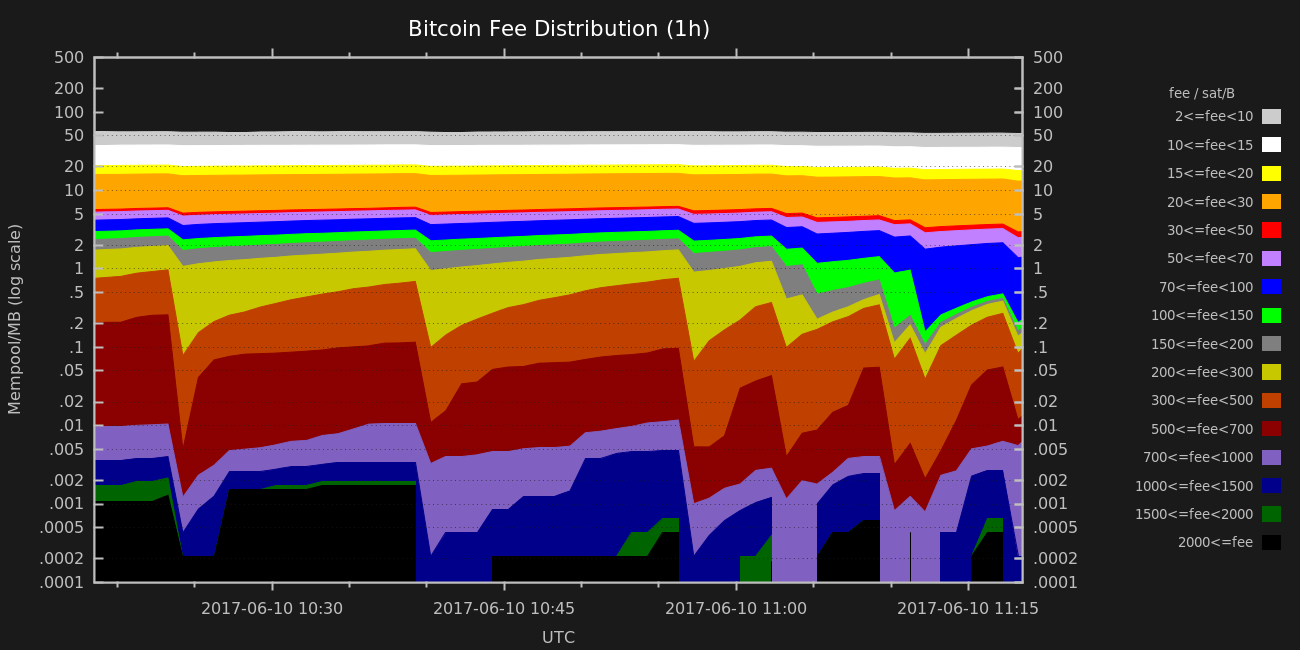 Bitcoin Fee Distribution (1h)
500
200
100
50
20
10
5
2
1
.5
.2
.1
.05
.02
.01
.005
.002
.001
.0005
.0002
.0001
Mempool/MB (log scale)
500
200
100
50
20
10
5
2
1
.5
.2
.1
.05
.02
.01
.005
.002
.001
.0005
.0002
.0001
2017-06-10 10:30
2017-06-10 10:45
2017-06-10 11:00
2017-06-10 11:15
UTC
fee / sat/B
2<=fee<10
10<=fee<15
15<=fee<20
20<=fee<30
30<=fee<50
50<=fee<70
70<=fee<100
100<=fee<150
150<=fee<200
200<=fee<300
300<=fee<500
500<=fee<700
700<=fee<1000
1000<=fee<1500
1500<=fee<2000
2000<=fee